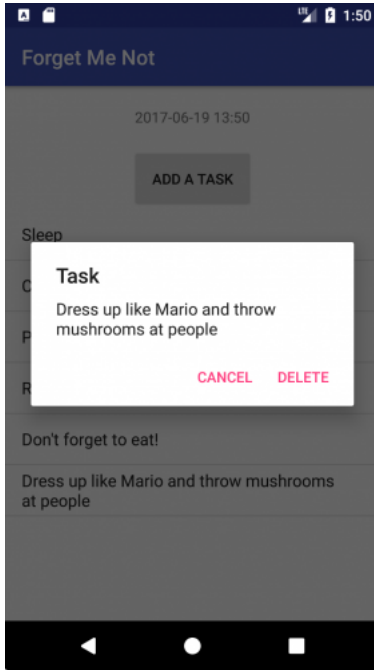 LTE 1:50
Forget Me Not
2017-06-19 13:50
ADD A TASK
Sleep
Task
Dress up like Mario and throw
mushrooms at people
CANCEL DELETE
Don't forget to eat!
Dress up like Mario and throw mushrooms
at people